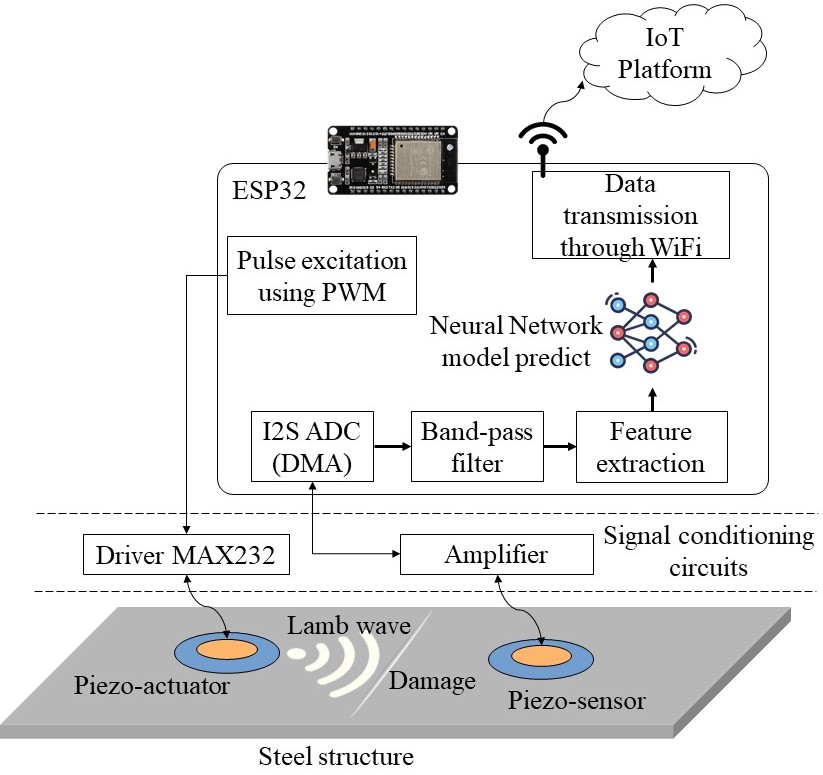 IoT
Platform
ESP32
Data
transmission
through WiFi
Pulse excitation
using PWM
Neural Network
model predict
I2S ADC
(DMA)
Band-pass
filter
Feature
extraction
Signal conditioning
circuits
Driver MAX232
Amplifier
Lamb wave
Piezo-actuator
Damage
Piezo-sensor
Steel structure